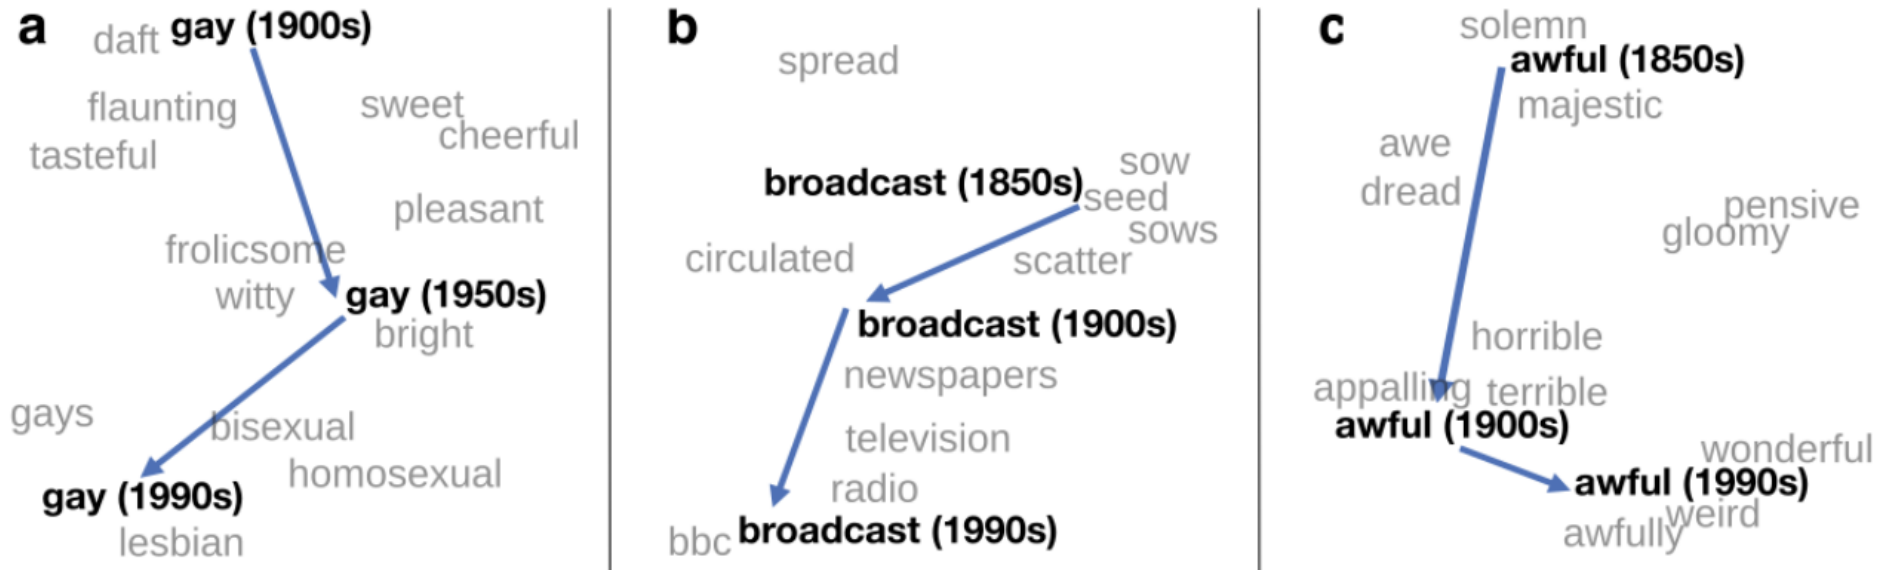 a
daft gay (1900s)
flaunting
sweet
cheerful
tasteful
pleasant
frolicsome
witty
gay (1950s)
bright
gays
bisexual
homosexual
gay (1990s)
lesbian
b
spread
sow
broadcast (1850s)
seed
sows
circulated
scatter
broadcast (1900s)
newspapers
television
radio
bbc broadcast (1990s)
c
solemn
awful (1850s)
majestic
awe
dread
pensive
gloomy
horrible
appalling terrible
awful (1900s)
wonderful
awful (1990s)
weird
awfully